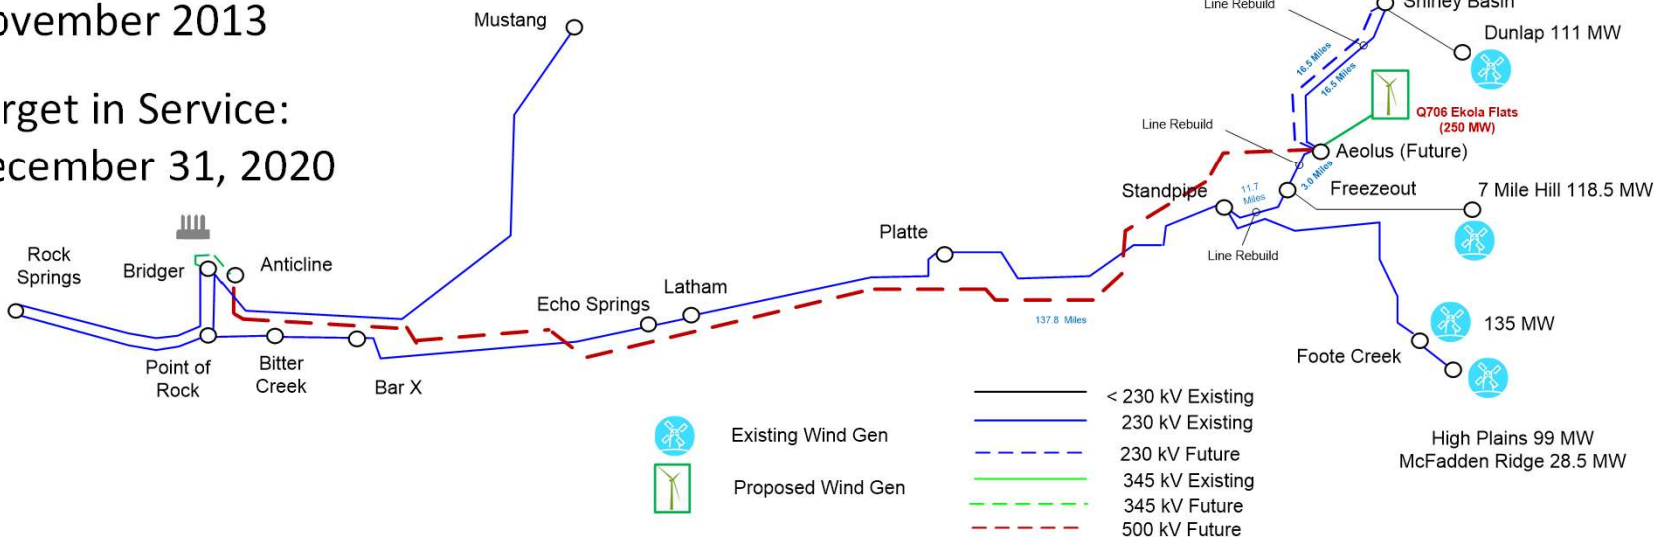 ovember 2013
rget in Service:
ecember 31, 2020
Mustang
Line Rebuild
Shirley Basin
Dunlap 111 MW
16.5 Miles
16.5 Miles
Q706 Ekola Flats
(250 MW)
Line Rebuild
Aeolus (Future)
3.0 Miles
Standpipe
11.7
Miles
Freezeout
7 Mile Hill 118.5 MW
Line Rebuild
Platte
Rock
Springs
Bridger
Anticline
Echo Springs
Latham
137.8 Miles
135 MW
Foote Creek
Point of
Rock
Bitter
Creek
Bar X
Existing Wind Gen
Proposed Wind Gen
< 230 kV Existing
230 kV Existing
230 kV Future
345 kV Existing
345 kV Future
500 kV Future
High Plains 99 MW
McFadden Ridge 28.5 MW